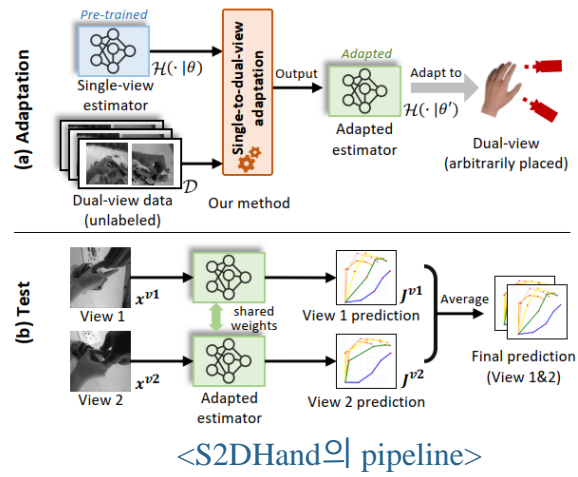 Pre-trained
H(·|θ)
Single-view
estimator
Dual-view data
(unlabeled)
D
Single-to-dual-view
adaptation
Our method
Output
Adapted
Adapted
estimator
Adapt to
H(·|θ')
Dual-view
(arbitrarily placed)
(a) Adaptation
(b) Test
View 1
x^{v1}
View 2
x^{v2}
shared
weights
Adapted
estimator
J^{v1}
View 1 prediction
J^{v2}
View 2 prediction
Average
Final prediction
(View 1&2)
<S2DHand의 pipeline>